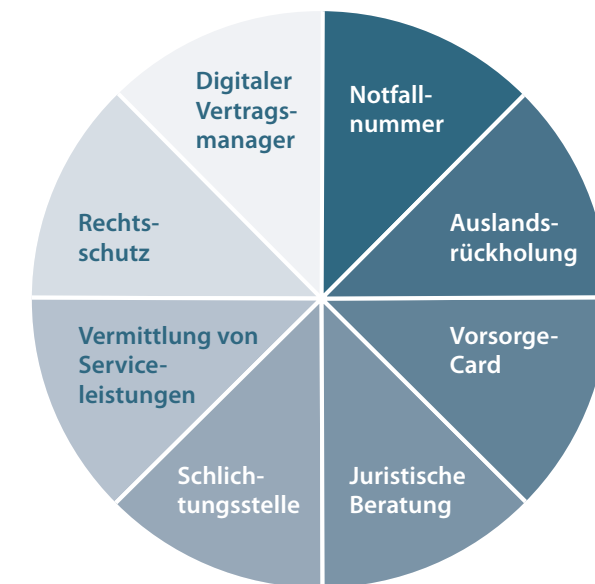 Digitaler
Vertrags-
manager
Notfall-
nummer
Auslands-
rückholung
Vorsorge-
Card
Juristische
Beratung
Schlich-
tungsstelle
Vermittlung von
Service-
leistungen
Rechts-
schutz